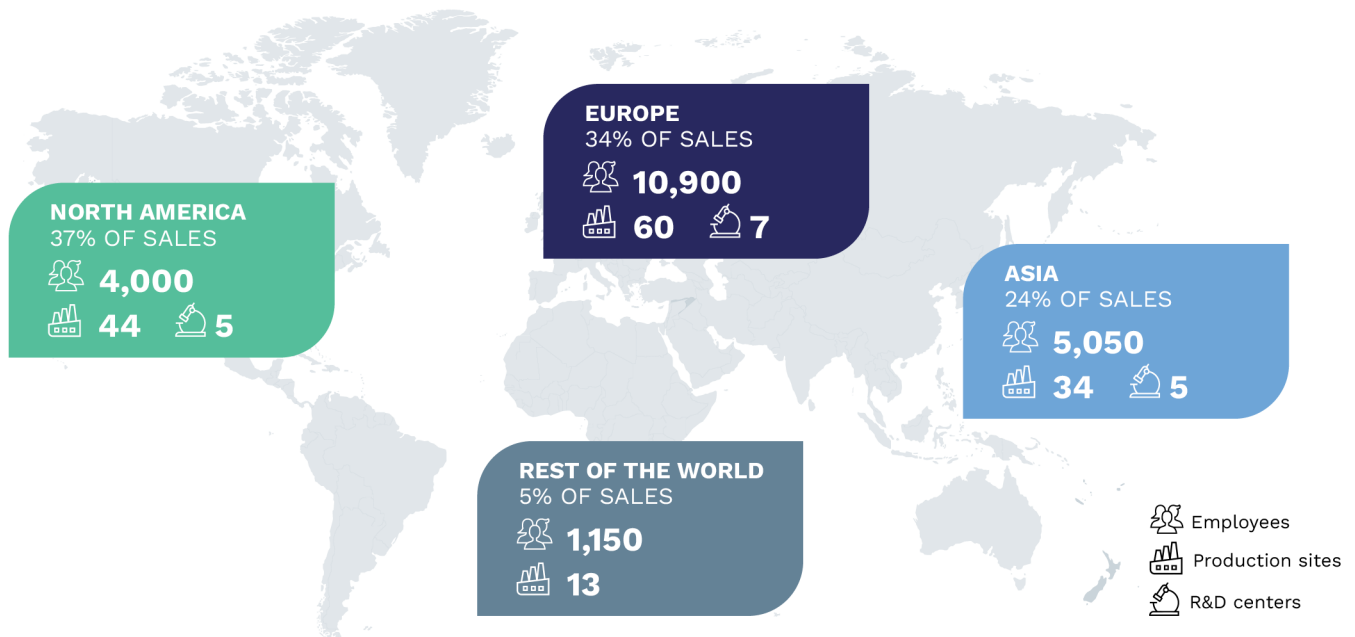 EUROPE
34% OF SALES
10,900
60 7
NORTH AMERICA
37% OF SALES
4,000
44 5
ASIA
24% OF SALES
5,050
34 5
REST OF THE WORLD
5% OF SALES
1,150
13
Employees
Production sites
R&D centers